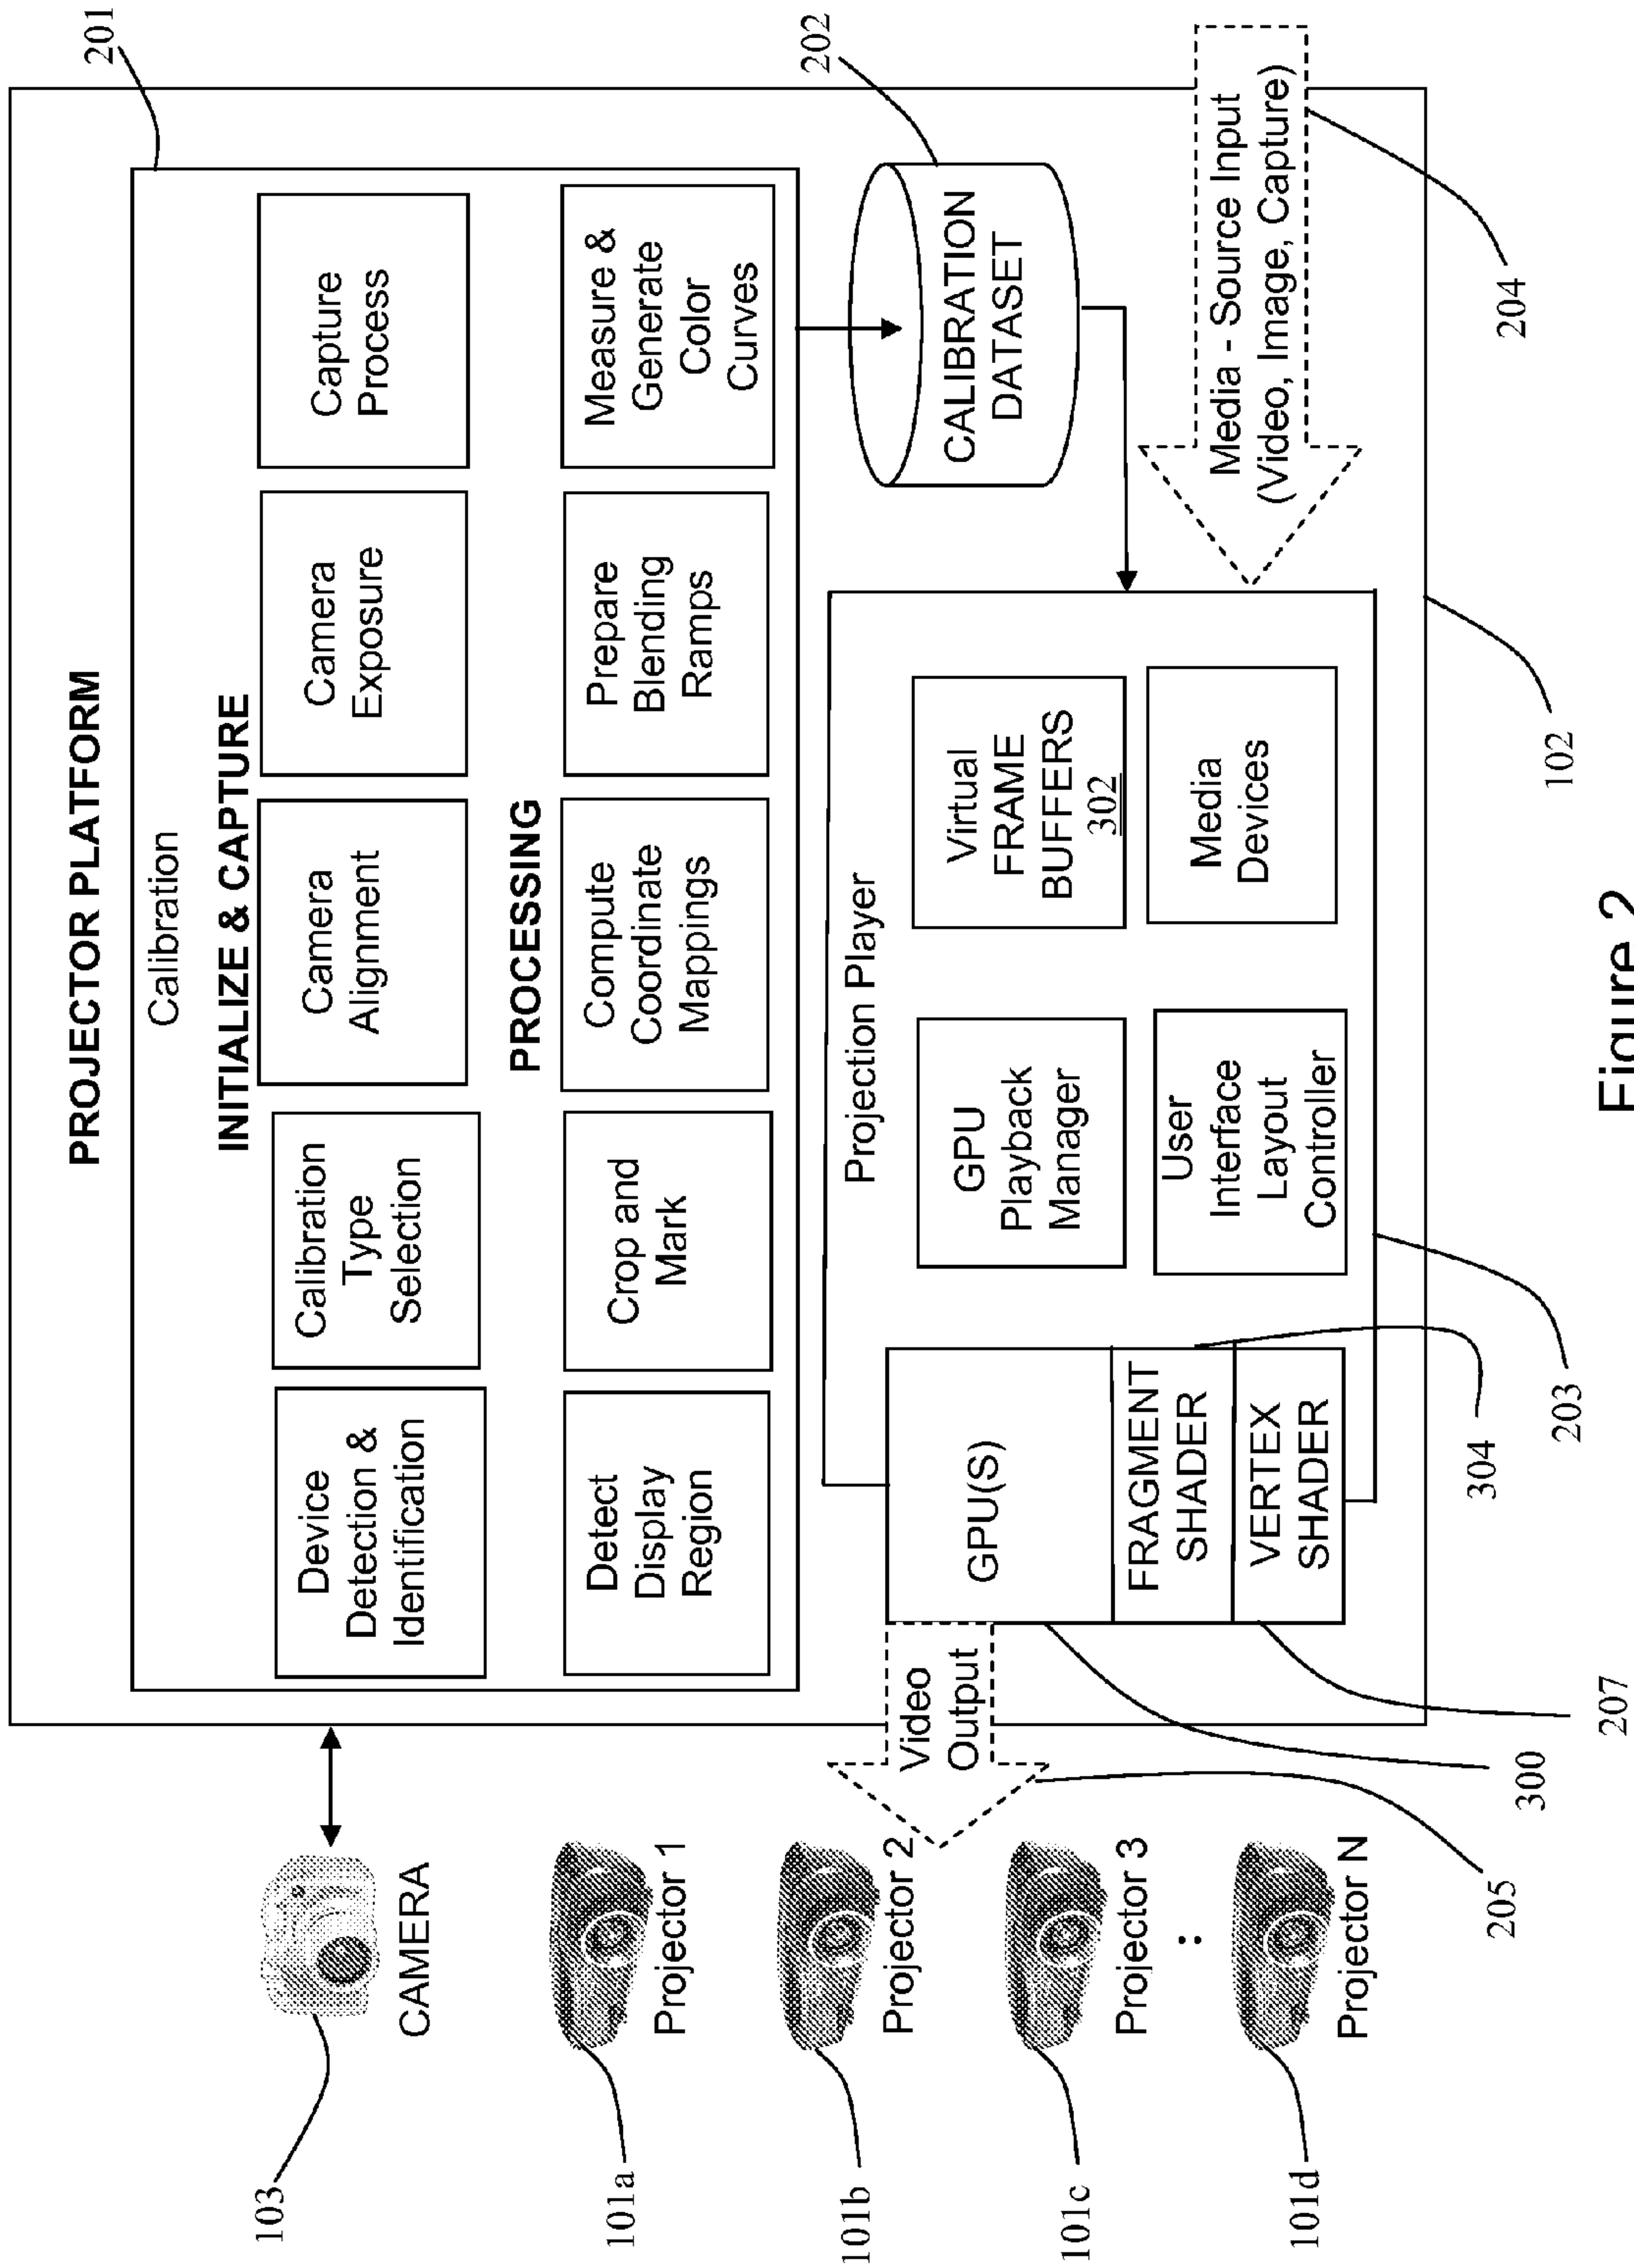 PROJECTOR PLATFORM
201
Calibration
INITIALIZE & CAPTURE
Device
Detection &
Identification
Calibration
Type
Selection
Camera
Alignment
Camera
Exposure
Capture
Process
PROCESSING
Detect
Display
Region
Crop and
Mark
Compute
Coordinate
Mappings
Prepare
Blending
Ramps
Measure &
Generate
Color
Curves
103
CAMERA
101a
Projector 1
101b
Projector 2
101c
Projector 3
:
101d
Projector N
Video
Output
205
Projection Player
GPU(S)
FRAGMENT
SHADER
VERTEX
SHADER
GPU
Playback
Manager
Virtual
FRAME
BUFFERS
302
User
Interface
Layout
Controller
Media
Devices
202
CALIBRATION
DATASET
Media - Source Input
(Video, Image, Capture)
204
300
207
304
203
102
Figure 2